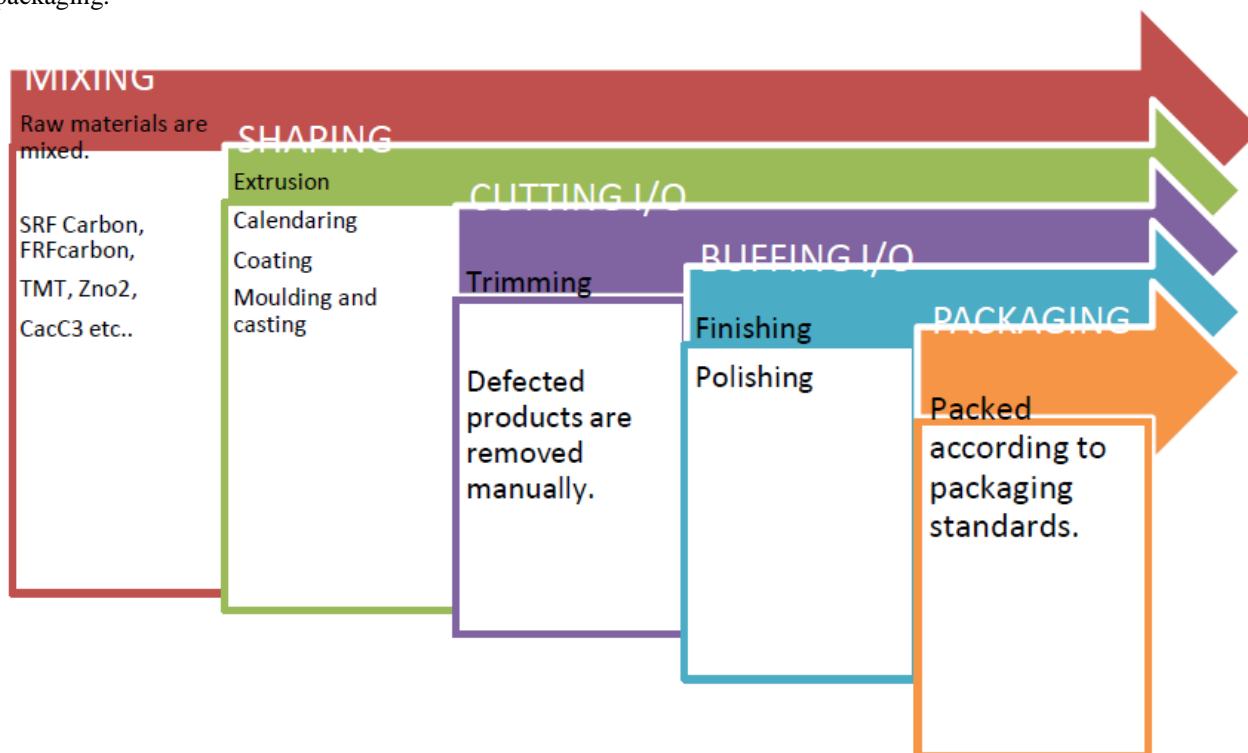 packaging.
MIXING
Raw materials are
mixed.
SRF Carbon,
FRFcarbon,
TMT, Zno2,
CacC3 etc..
SHAPING
Extrusion
Calendaring
Coating
Moulding and
casting
CUTTING I/O
Trimming
Defected
products are
removed
manually.
BUFFING I/O
Finishing
Polishing
PACKAGING
Packed
according to
packaging
standards.